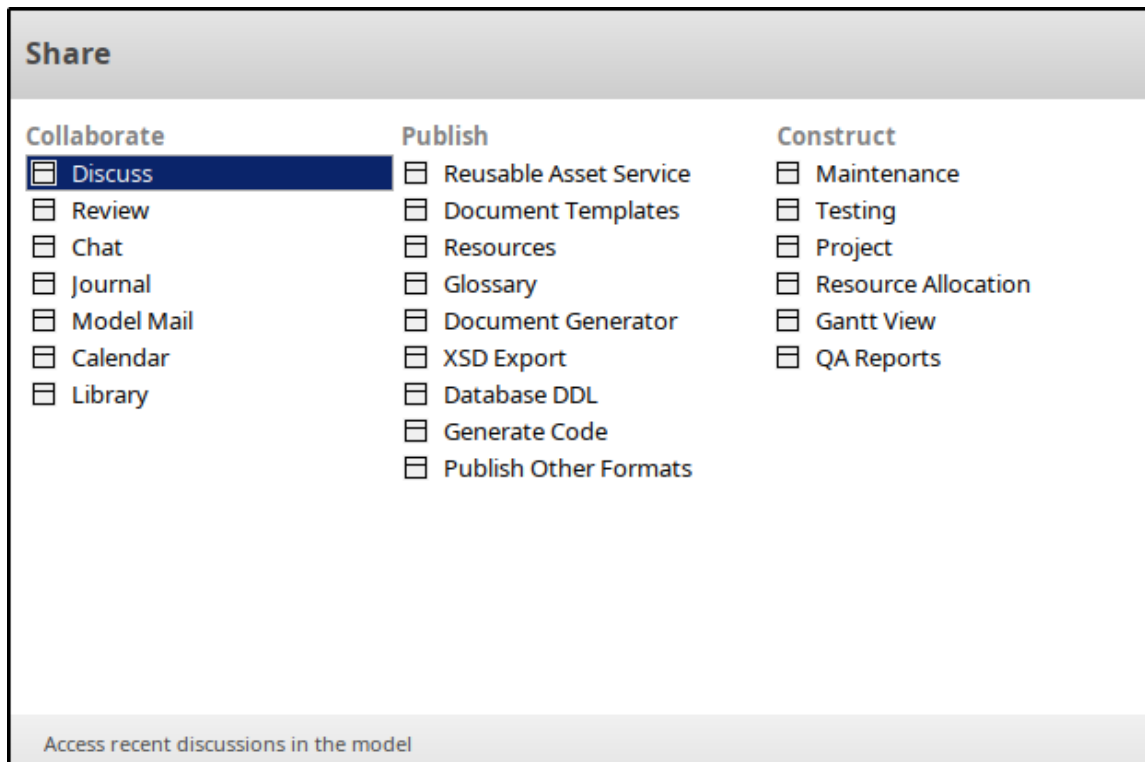 Share
Collaborate
Discuss
Review
Chat
Journal
Model Mail
Calendar
Library
Publish
Reusable Asset Service
Document Templates
Resources
Glossary
Document Generator
XSD Export
Database DDL
Generate Code
Publish Other Formats
Construct
Maintenance
Testing
Project
Resource Allocation
Gantt View
QA Reports
Access recent discussions in the model